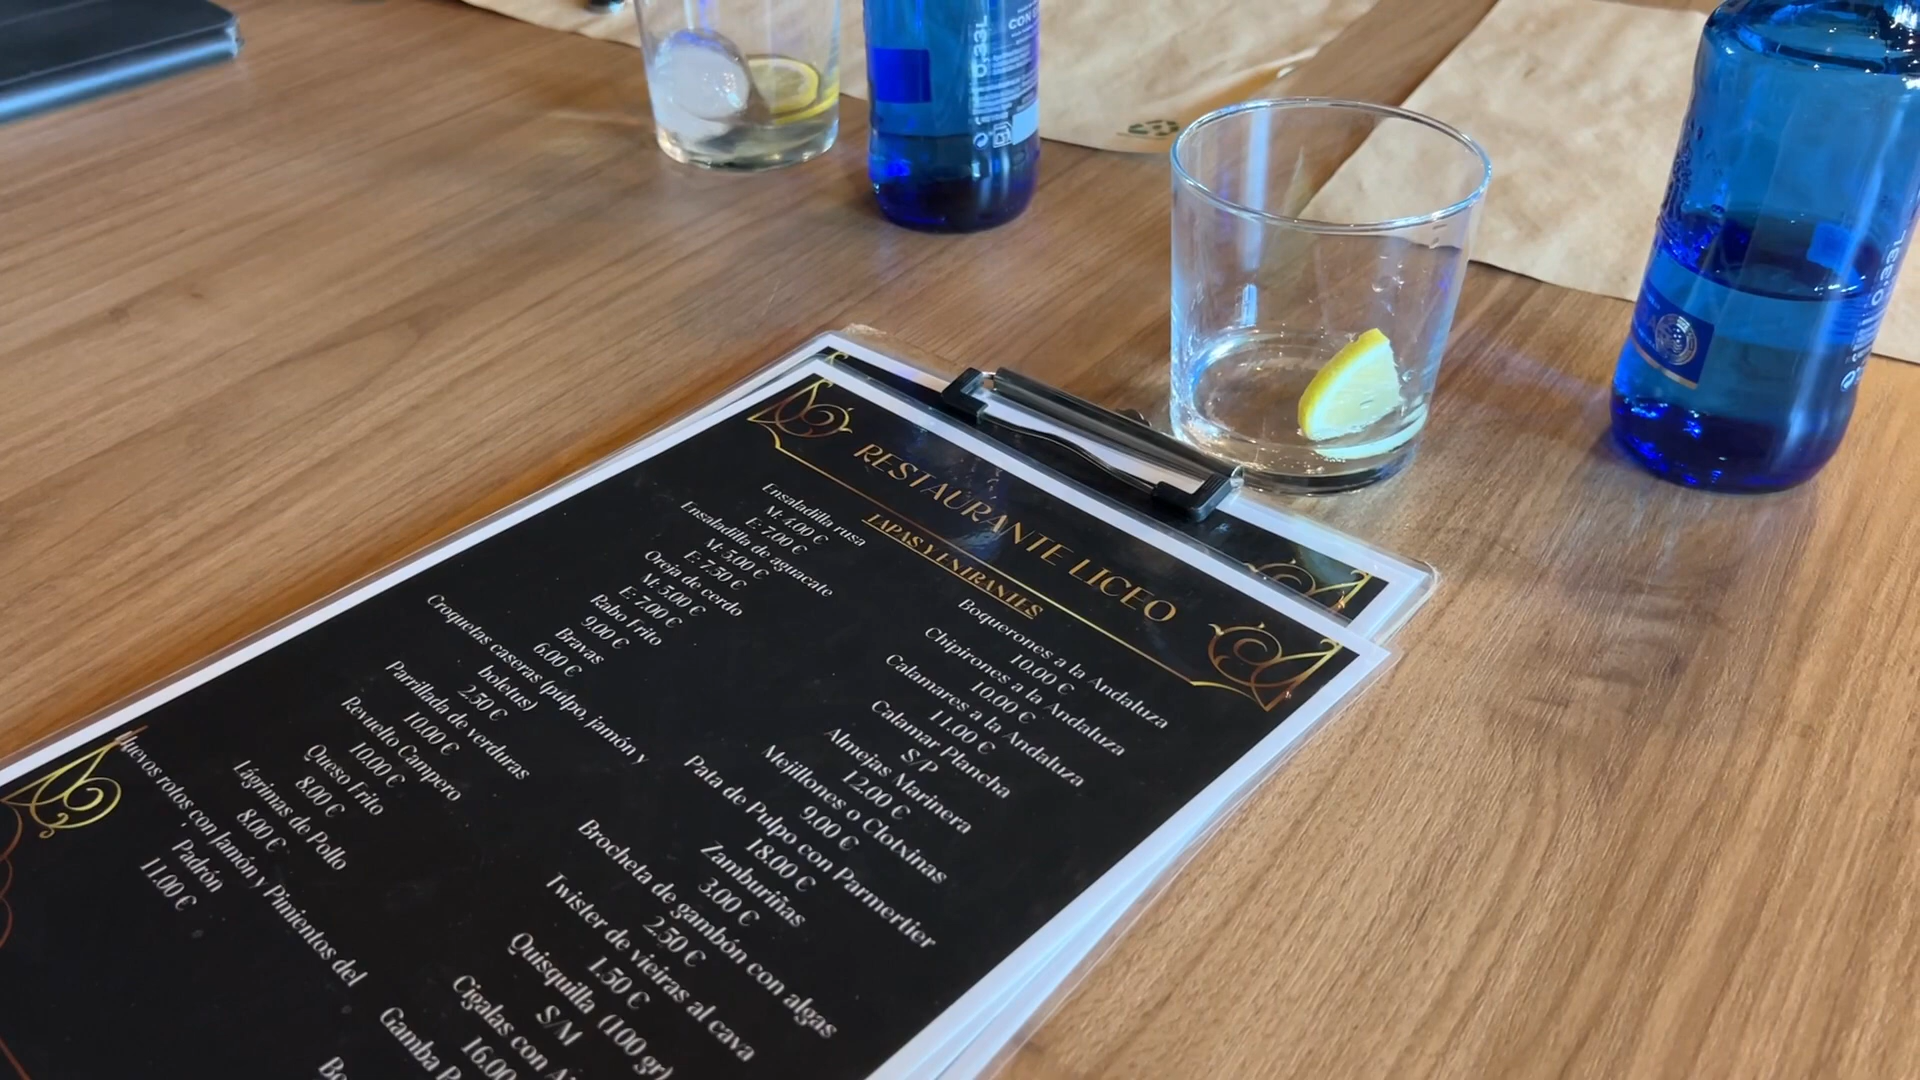 RESTAURANTE LICEO
TAPAS Y ENTRANTES
Ensaladilla rusa
M: 4.00 €
E: 7.00 €
Ensaladilla de aguacate
M: 5.00 €
E: 7.50 €
Oreja de cerdo
M: 5.00 €
E: 7.00 €
Rabo Frito
9.00 €
Bravas
6.00 €
Croquetas caseras (pulpo, jamón y
boletus)
2.50 €
Parrillada de verduras
10.00 €
Revuelto Campero
10.00 €
Queso Frito
8.00 €
Lágrimas de Pollo
8.00 €
Huevos rotos con Jamón y Pimientos del
Padrón
11.00 €
Boquerones a la Andaluza
10.00 €
Chipirones a la Andaluza
10.00 €
Calamares a la Andaluza
11.00 €
Calamar Plancha
S/P
Almejas Marinera
12.00 €
Mejillones o Clotxinas
9.00 €
Pata de Pulpo con Parmertier
18.00 €
Zamburiñas
3.00 €
Brocheta de gambón con algas
2.50 €
Twister de vieiras al cava
1.50 €
Quisquilla (100 gr)
S/M
Cigalas con
16.00
Gamba
0.33L
CON
0.33L